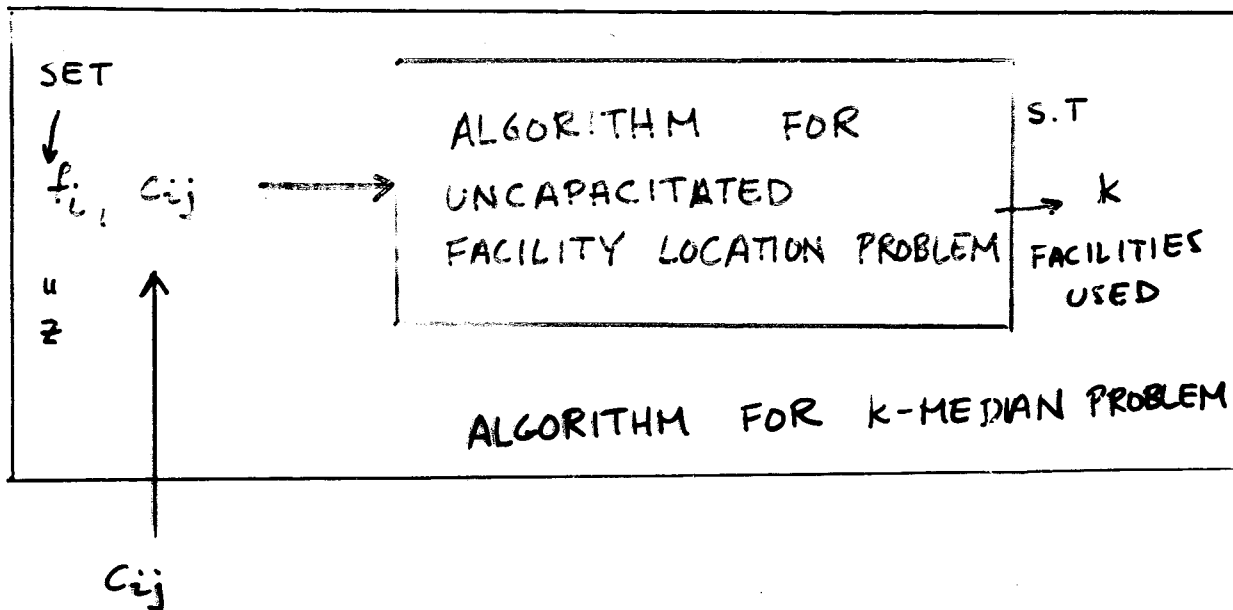 SET
f_i, c_ij
"
z
ALGORITHM FOR
UNCAPACITATED
FACILITY LOCATION PROBLEM
S.T
k
FACILITIES
USED
ALGORITHM FOR K-MEDIAN PROBLEM
C_ij